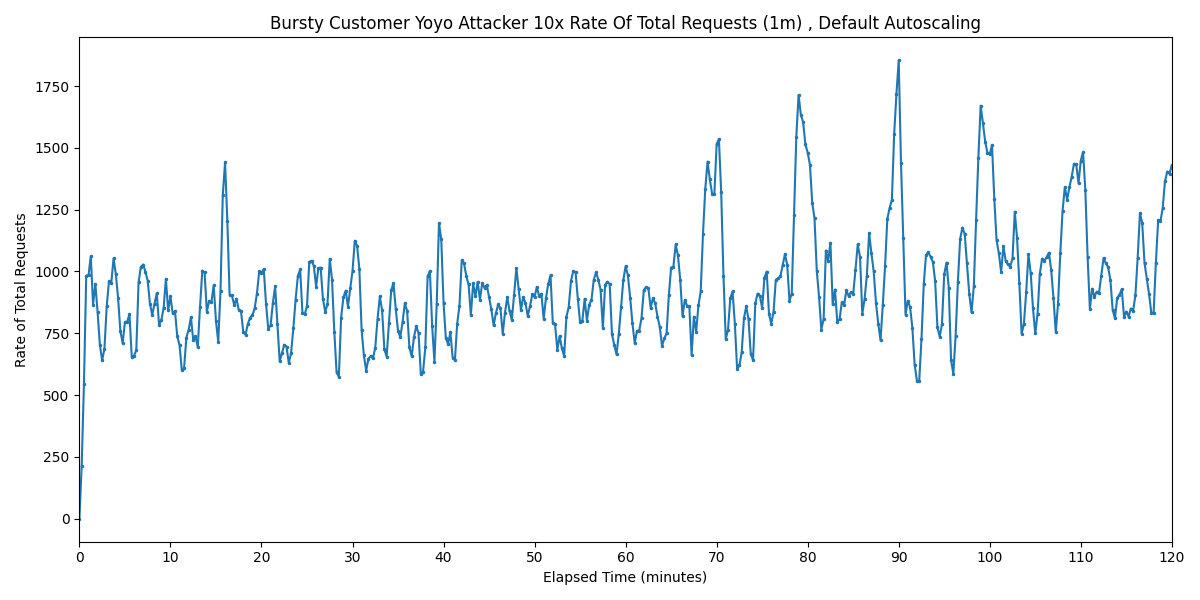 Bursty Customer Yoyo Attacker 10x Rate Of Total Requests (1m) , Default Autoscaling
1750
1500
1250
1000
750
500
250
0
Rate of Total Requests
0 10 20 30 40 50 60 70 80 90 100 110 120
Elapsed Time (minutes)